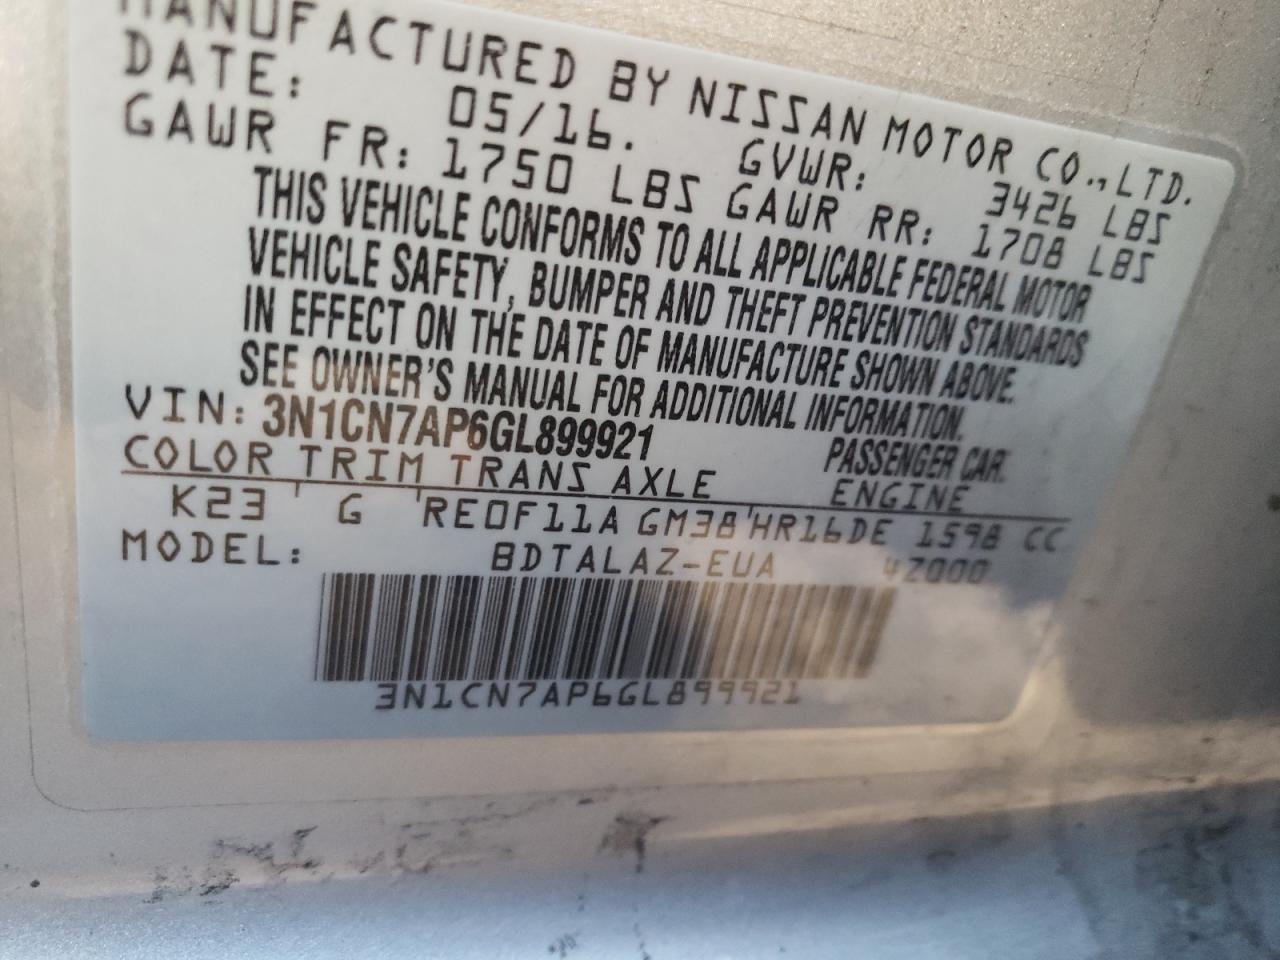 MANUFACTURED BY NISSAN MOTOR CO.,LTD.
DATE: 05/16. GVWR: 3426 LBS
GAWR FR: 1750 LBS GAWR RR: 1708 LBS
THIS VEHICLE CONFORMS TO ALL APPLICABLE FEDERAL MOTOR
VEHICLE SAFETY, BUMPER AND THEFT PREVENTION STANDARDS
IN EFFECT ON THE DATE OF MANUFACTURE SHOWN ABOVE.
SEE OWNER'S MANUAL FOR ADDITIONAL INFORMATION.
VIN: 3N1CN7AP6GL899921 PASSENGER CAR
COLOR TRIM TRANS AXLE ENGINE
K23 G RE0F11A GM38 HR16DE 1598 CC
MODEL: BDTALAZ-EUA 42000
3N1CN7AP6GL899921